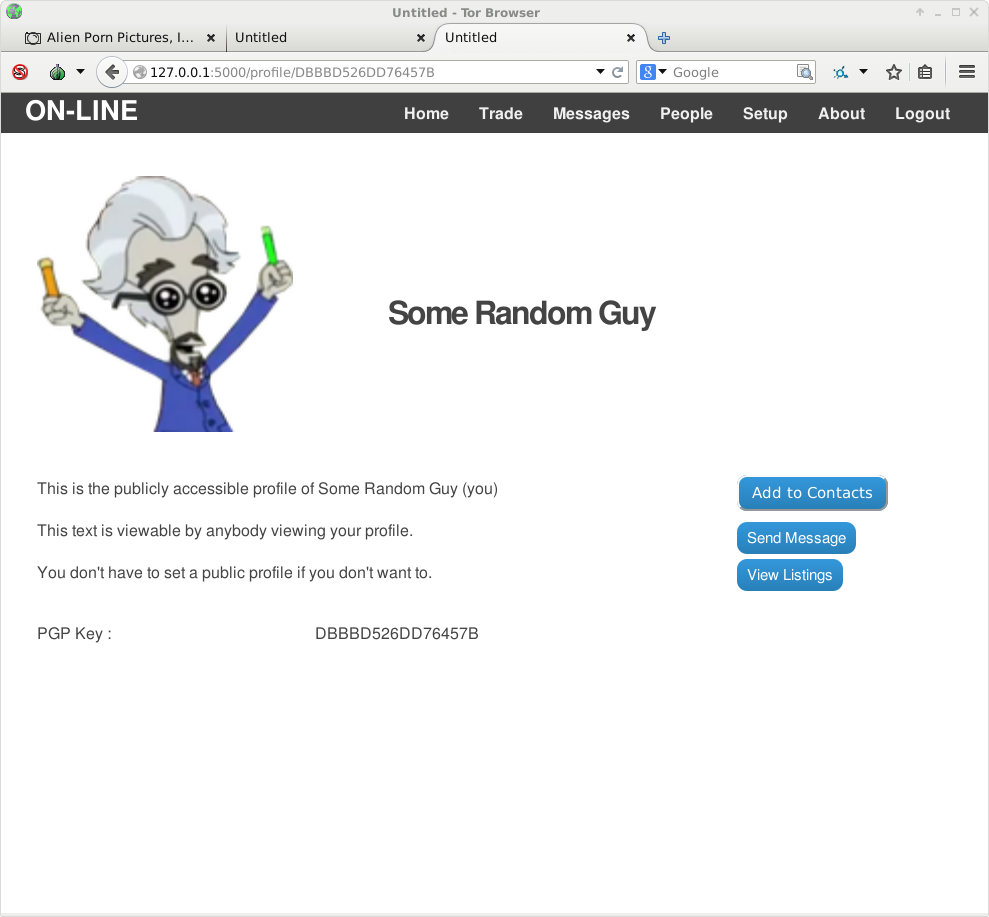 Untitled - Tor Browser
Alien Porn Pictures, I... Untitled Untitled
127.0.0.1:5000/profile/DBBBD526DD76457B 8 Google
ON-LINE Home Trade Messages People Setup About Logout
Some Random Guy
This is the publicly accessible profile of Some Random Guy (you)
Add to Contacts
This text is viewable by anybody viewing your profile.
Send Message
You don't have to set a public profile if you don't want to.
View Listings
PGP Key : DBBBD526DD76457B